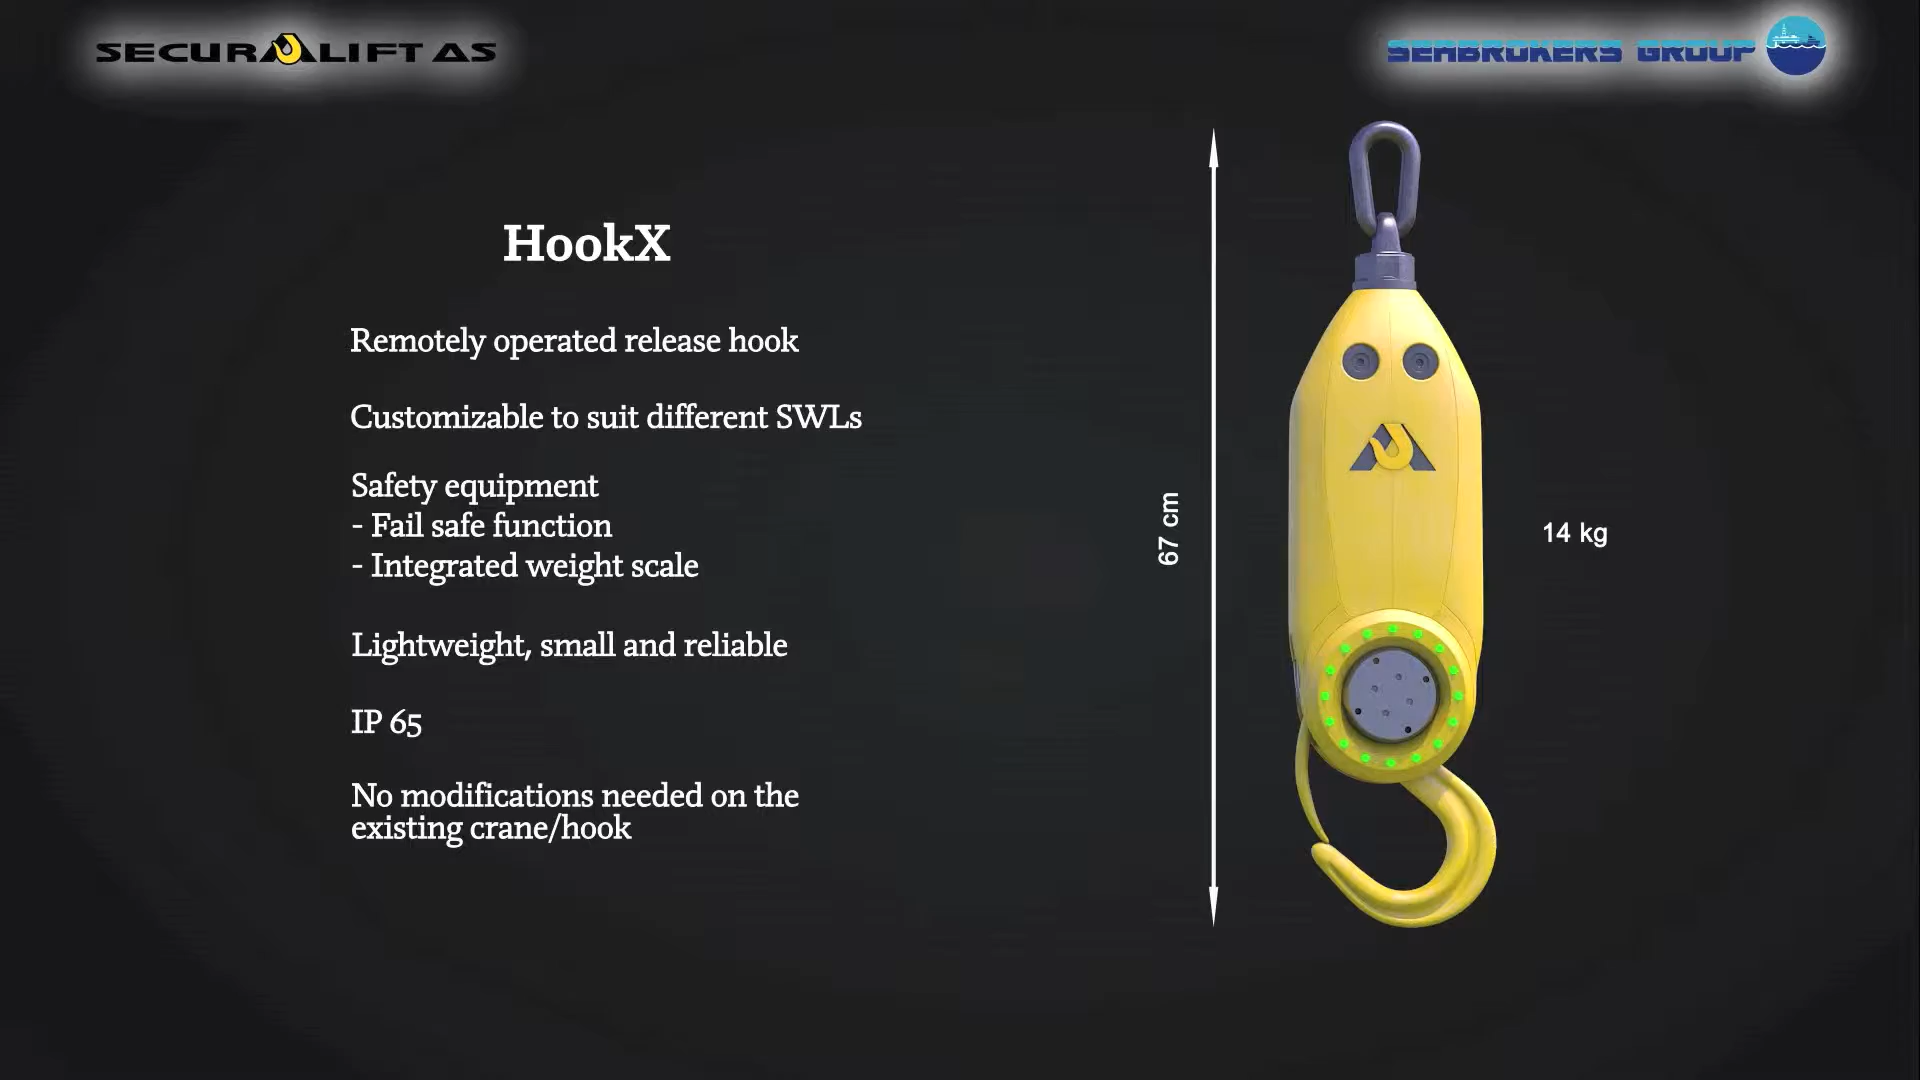 SECURALIFT AS
SEABROKERS GROUP
HookX
Remotely operated release hook
Customizable to suit different SWLs
Safety equipment
- Fail safe function
- Integrated weight scale
Lightweight, small and reliable
IP 65
No modifications needed on the
existing crane/hook
67 cm
14 kg